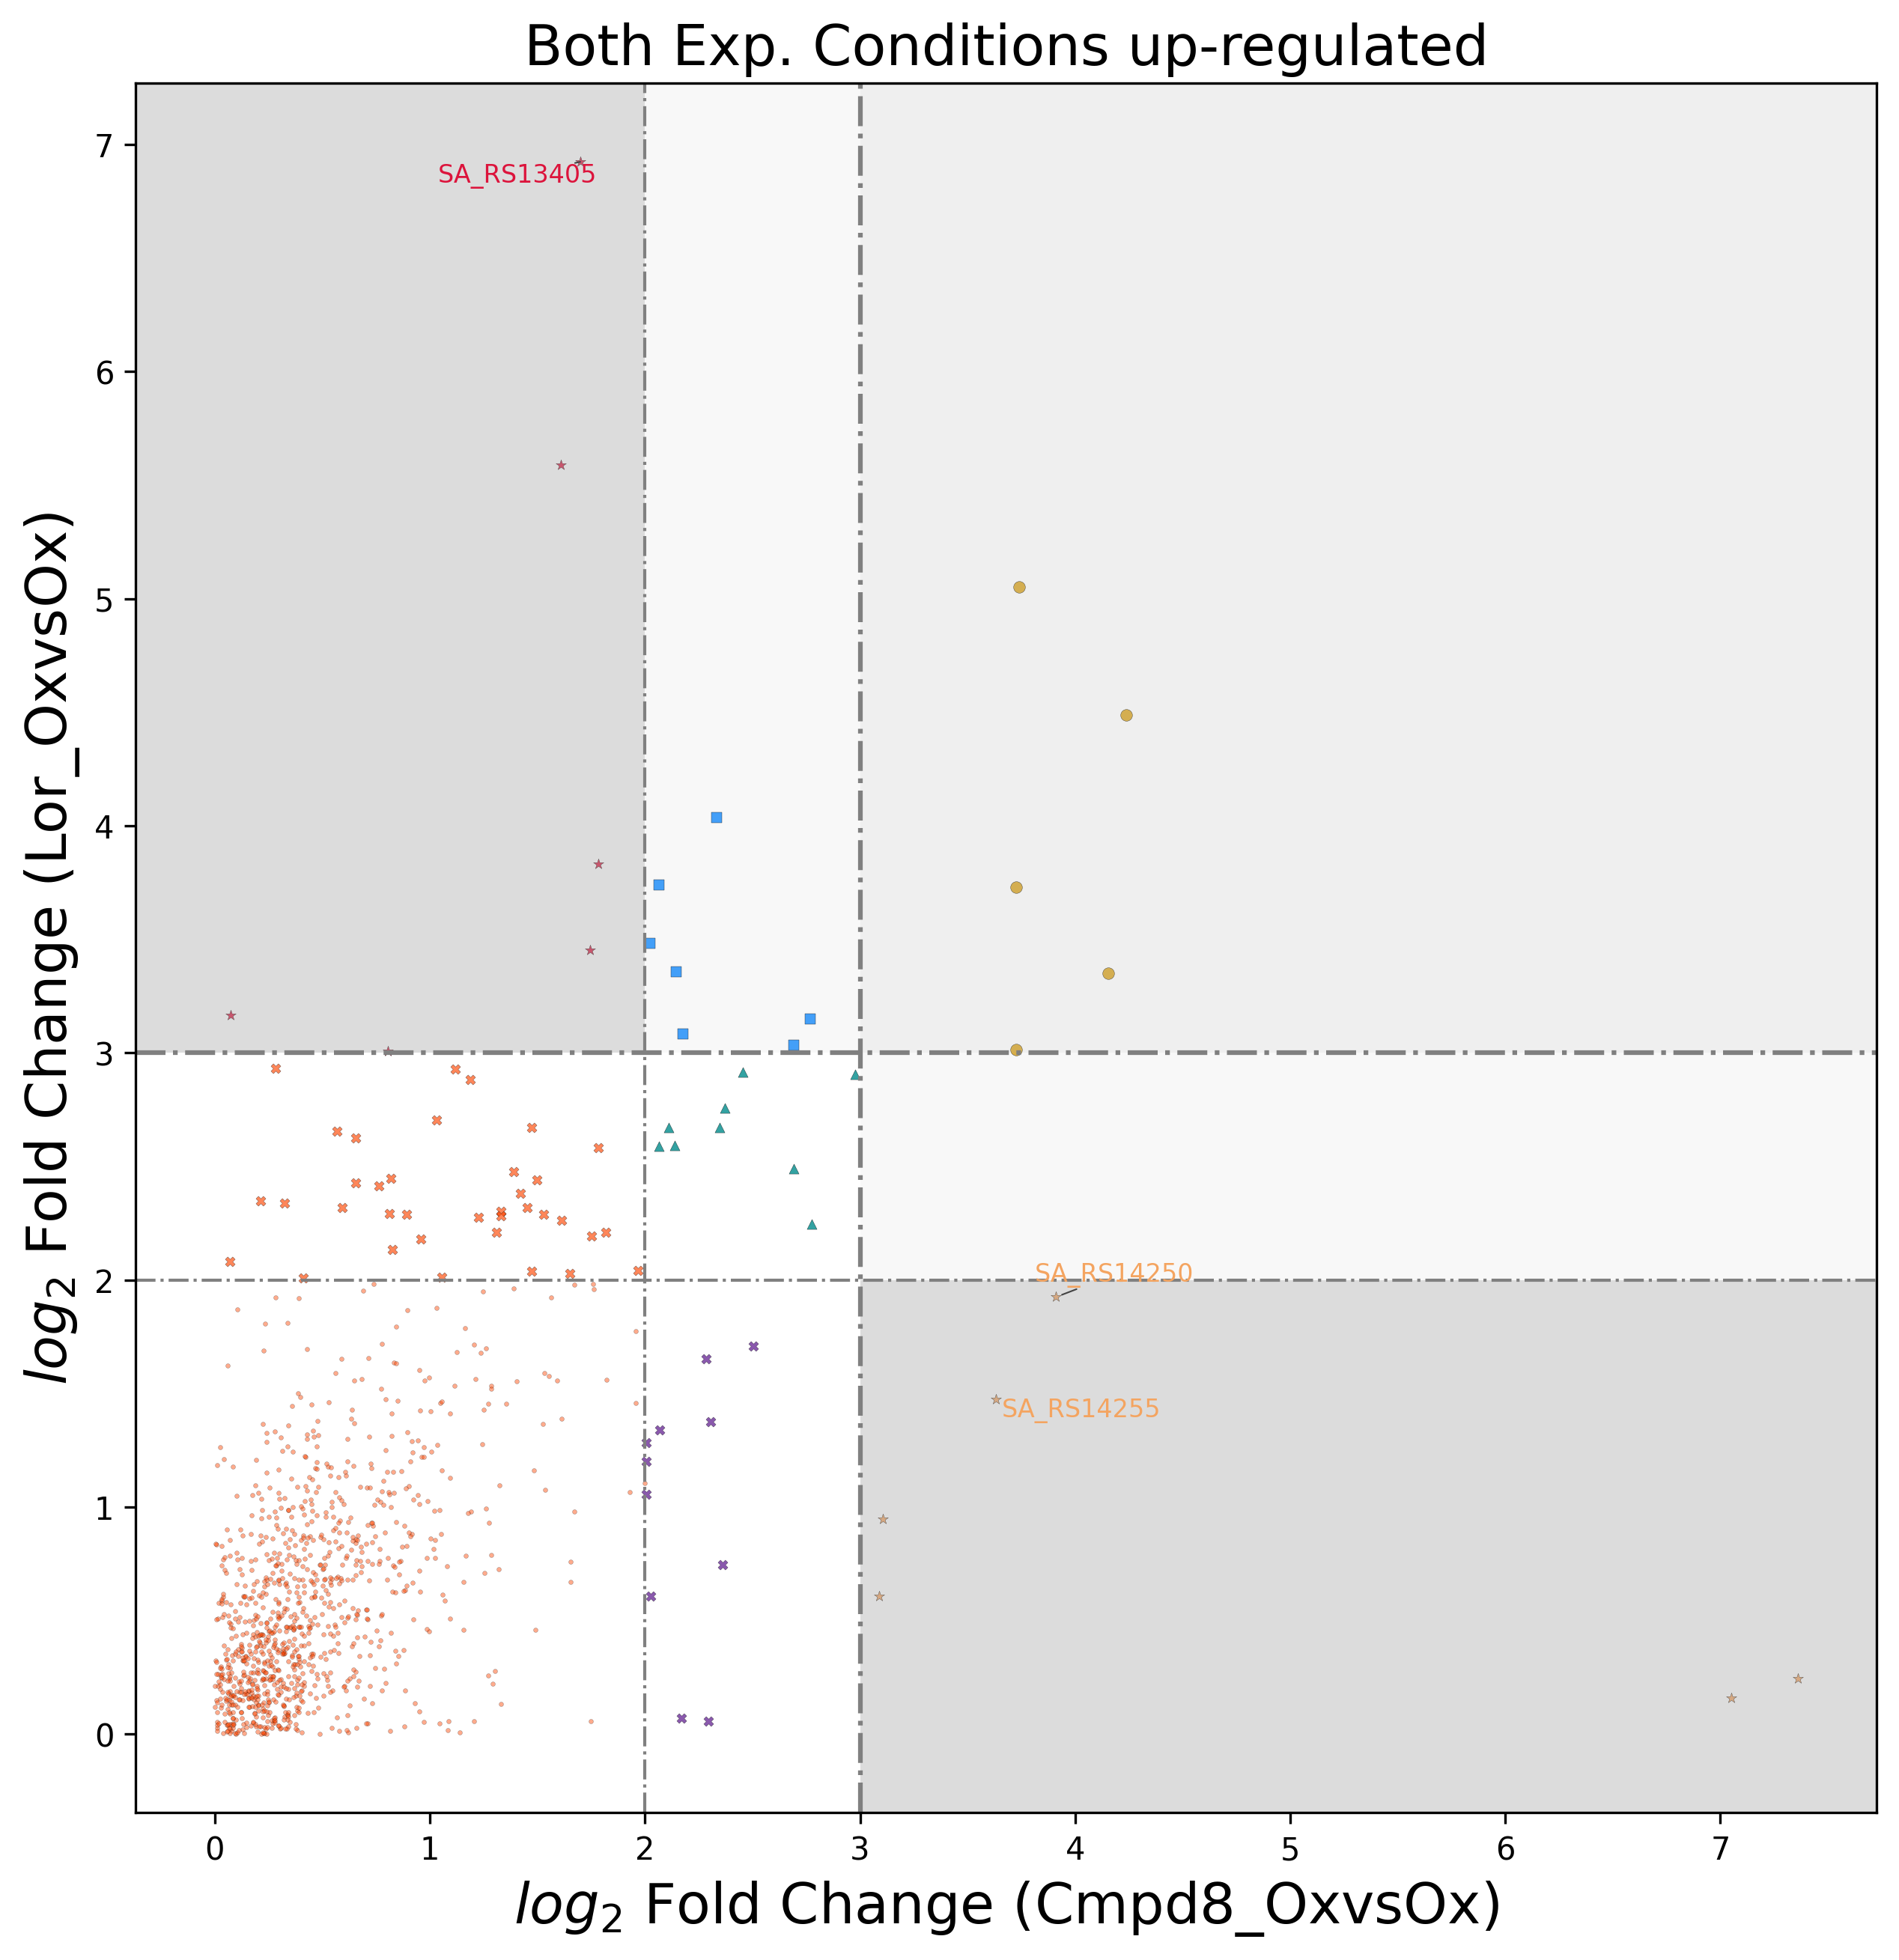 Both Exp. Conditions up-regulated
log2 Fold Change (Lor_OxvsOx)
7
6
5
4
3
2
1
0
SA_RS13405
SA_RS14250
SA_RS14255
0 1 2 3 4 5 6 7
log2 Fold Change (Cmpd8_OxvsOx)